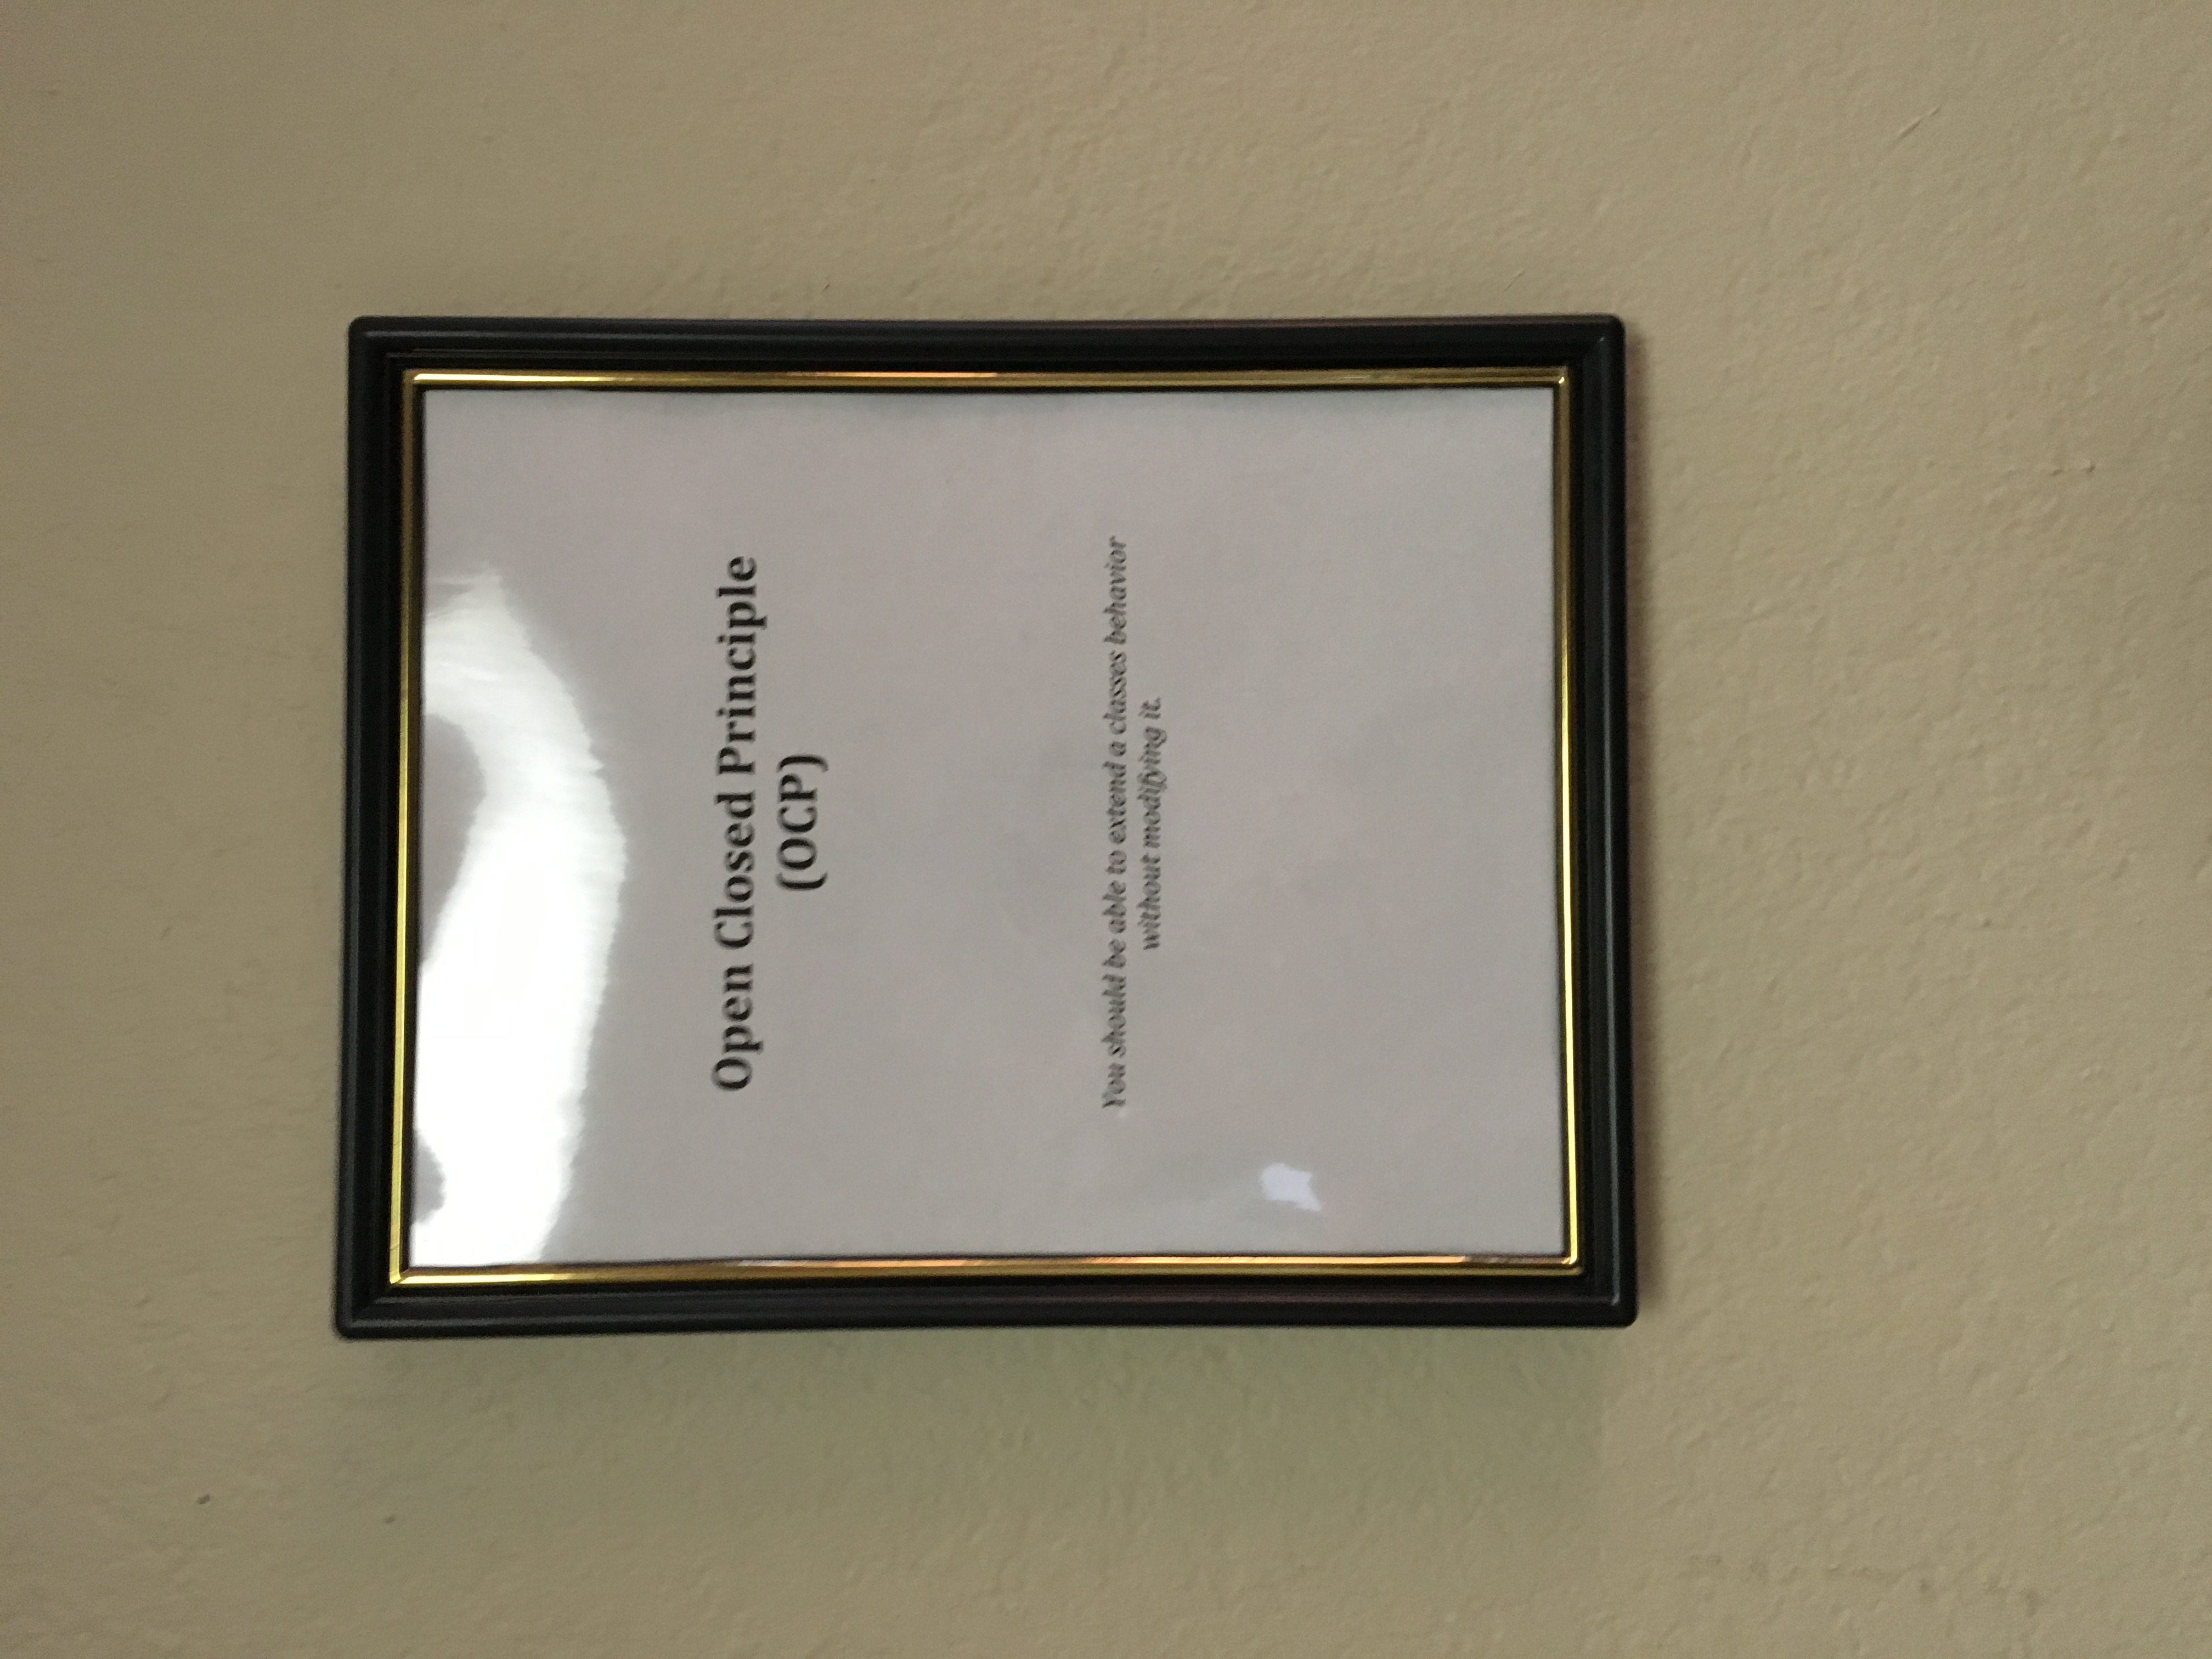 Open Closed Principle
(OCP)
You should be able to extend a classes behavior
without modifying it.